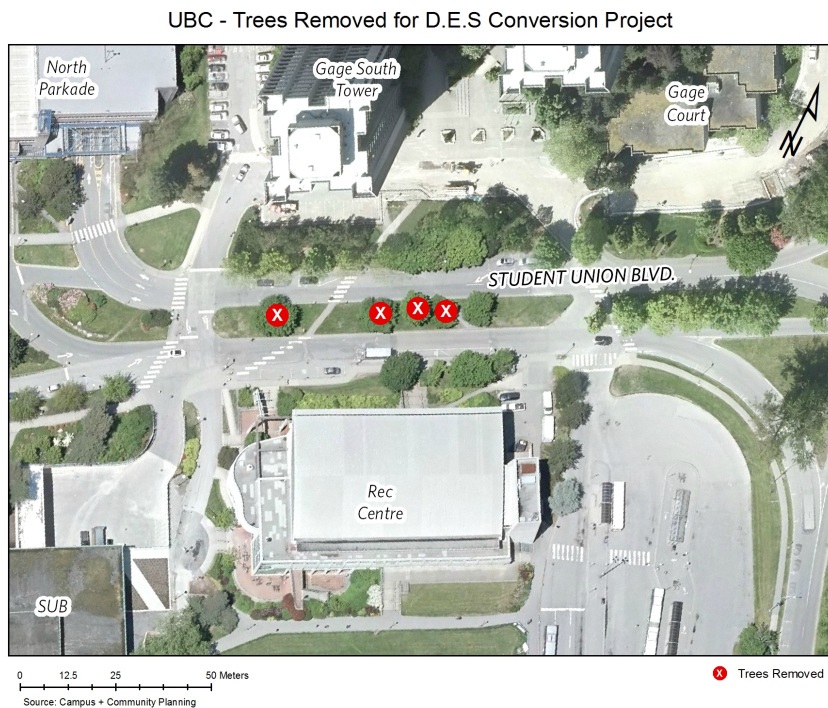 UBC - Trees Removed for D.E.S Conversion Project
North
Parkade
Gage South
Tower
Gage
Court
N
STUDENT UNION BLVD.
X
X
X
X
Rec
Centre
SUB
0 12.5 25 50 Meters
Source: Campus + Community Planning
X Trees Removed